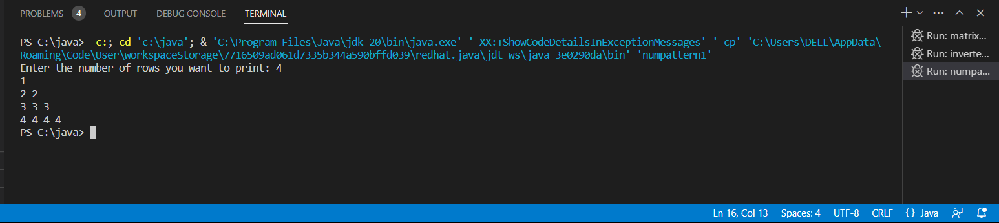 PROBLEMS 4 OUTPUT DEBUG CONSOLE TERMINAL
PS C:\java>  c:; cd 'c:\java'; & 'C:\Program Files\Java\jdk-20\bin\java.exe' '-XX:+ShowCodeDetailsInExceptionMessages' '-cp' 'C:\Users\DELL\AppData\
Roaming\Code\User\workspaceStorage\7716509ad061d7335b344a590bffd039\redhat.java\jdt_ws\java_3e0290da\bin' 'numpattern1'
Enter the number of rows you want to print: 4
1
2 2
3 3 3
4 4 4 4
PS C:\java>
Run: matrix...
Run: inverte...
Run: numpa...
Ln 16, Col 13 Spaces: 4 UTF-8 CRLF {} Java